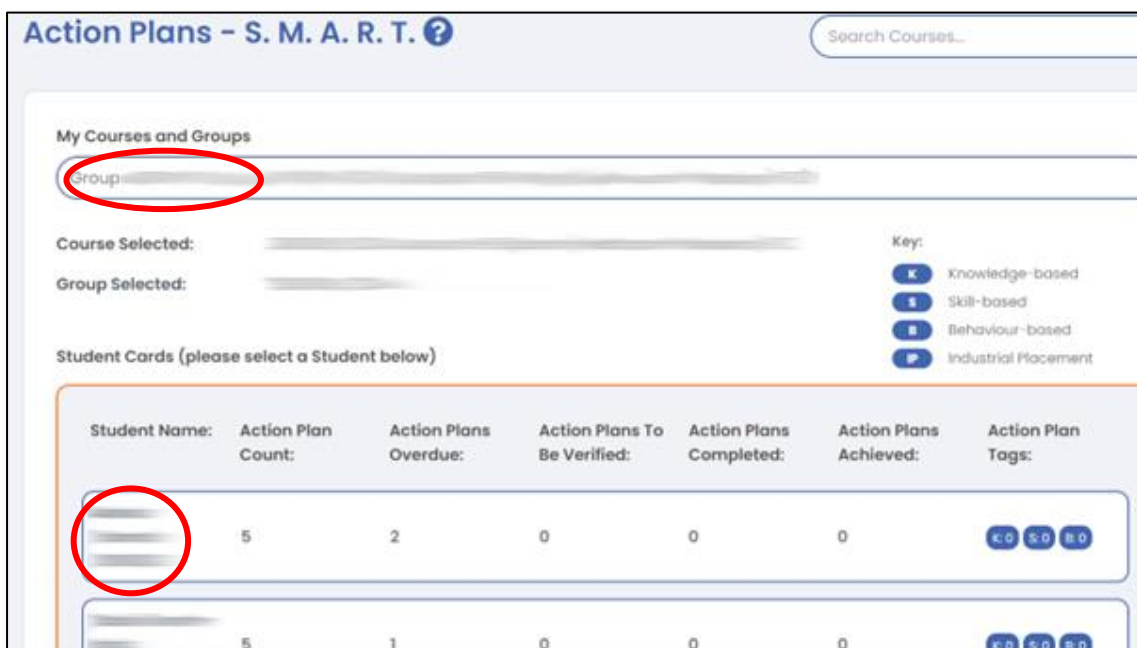 Action Plans - S. M. A. R. T. ?
Search Courses...
My Courses and Groups
Group
Course Selected:
Key:
Group Selected:
K Knowledge-based
S Skill-based
B Behaviour-based
IP Industrial Placement
Student Cards (please select a Student below)
Student Name: Action Plan Count: Action Plans Overdue: Action Plans To Be Verified: Action Plans Completed: Action Plans Achieved: Action Plan Tags:
5 2 0 0 0 K:0 S:0 B:0
5 1 0 0 0 K:0 S:0 B:0